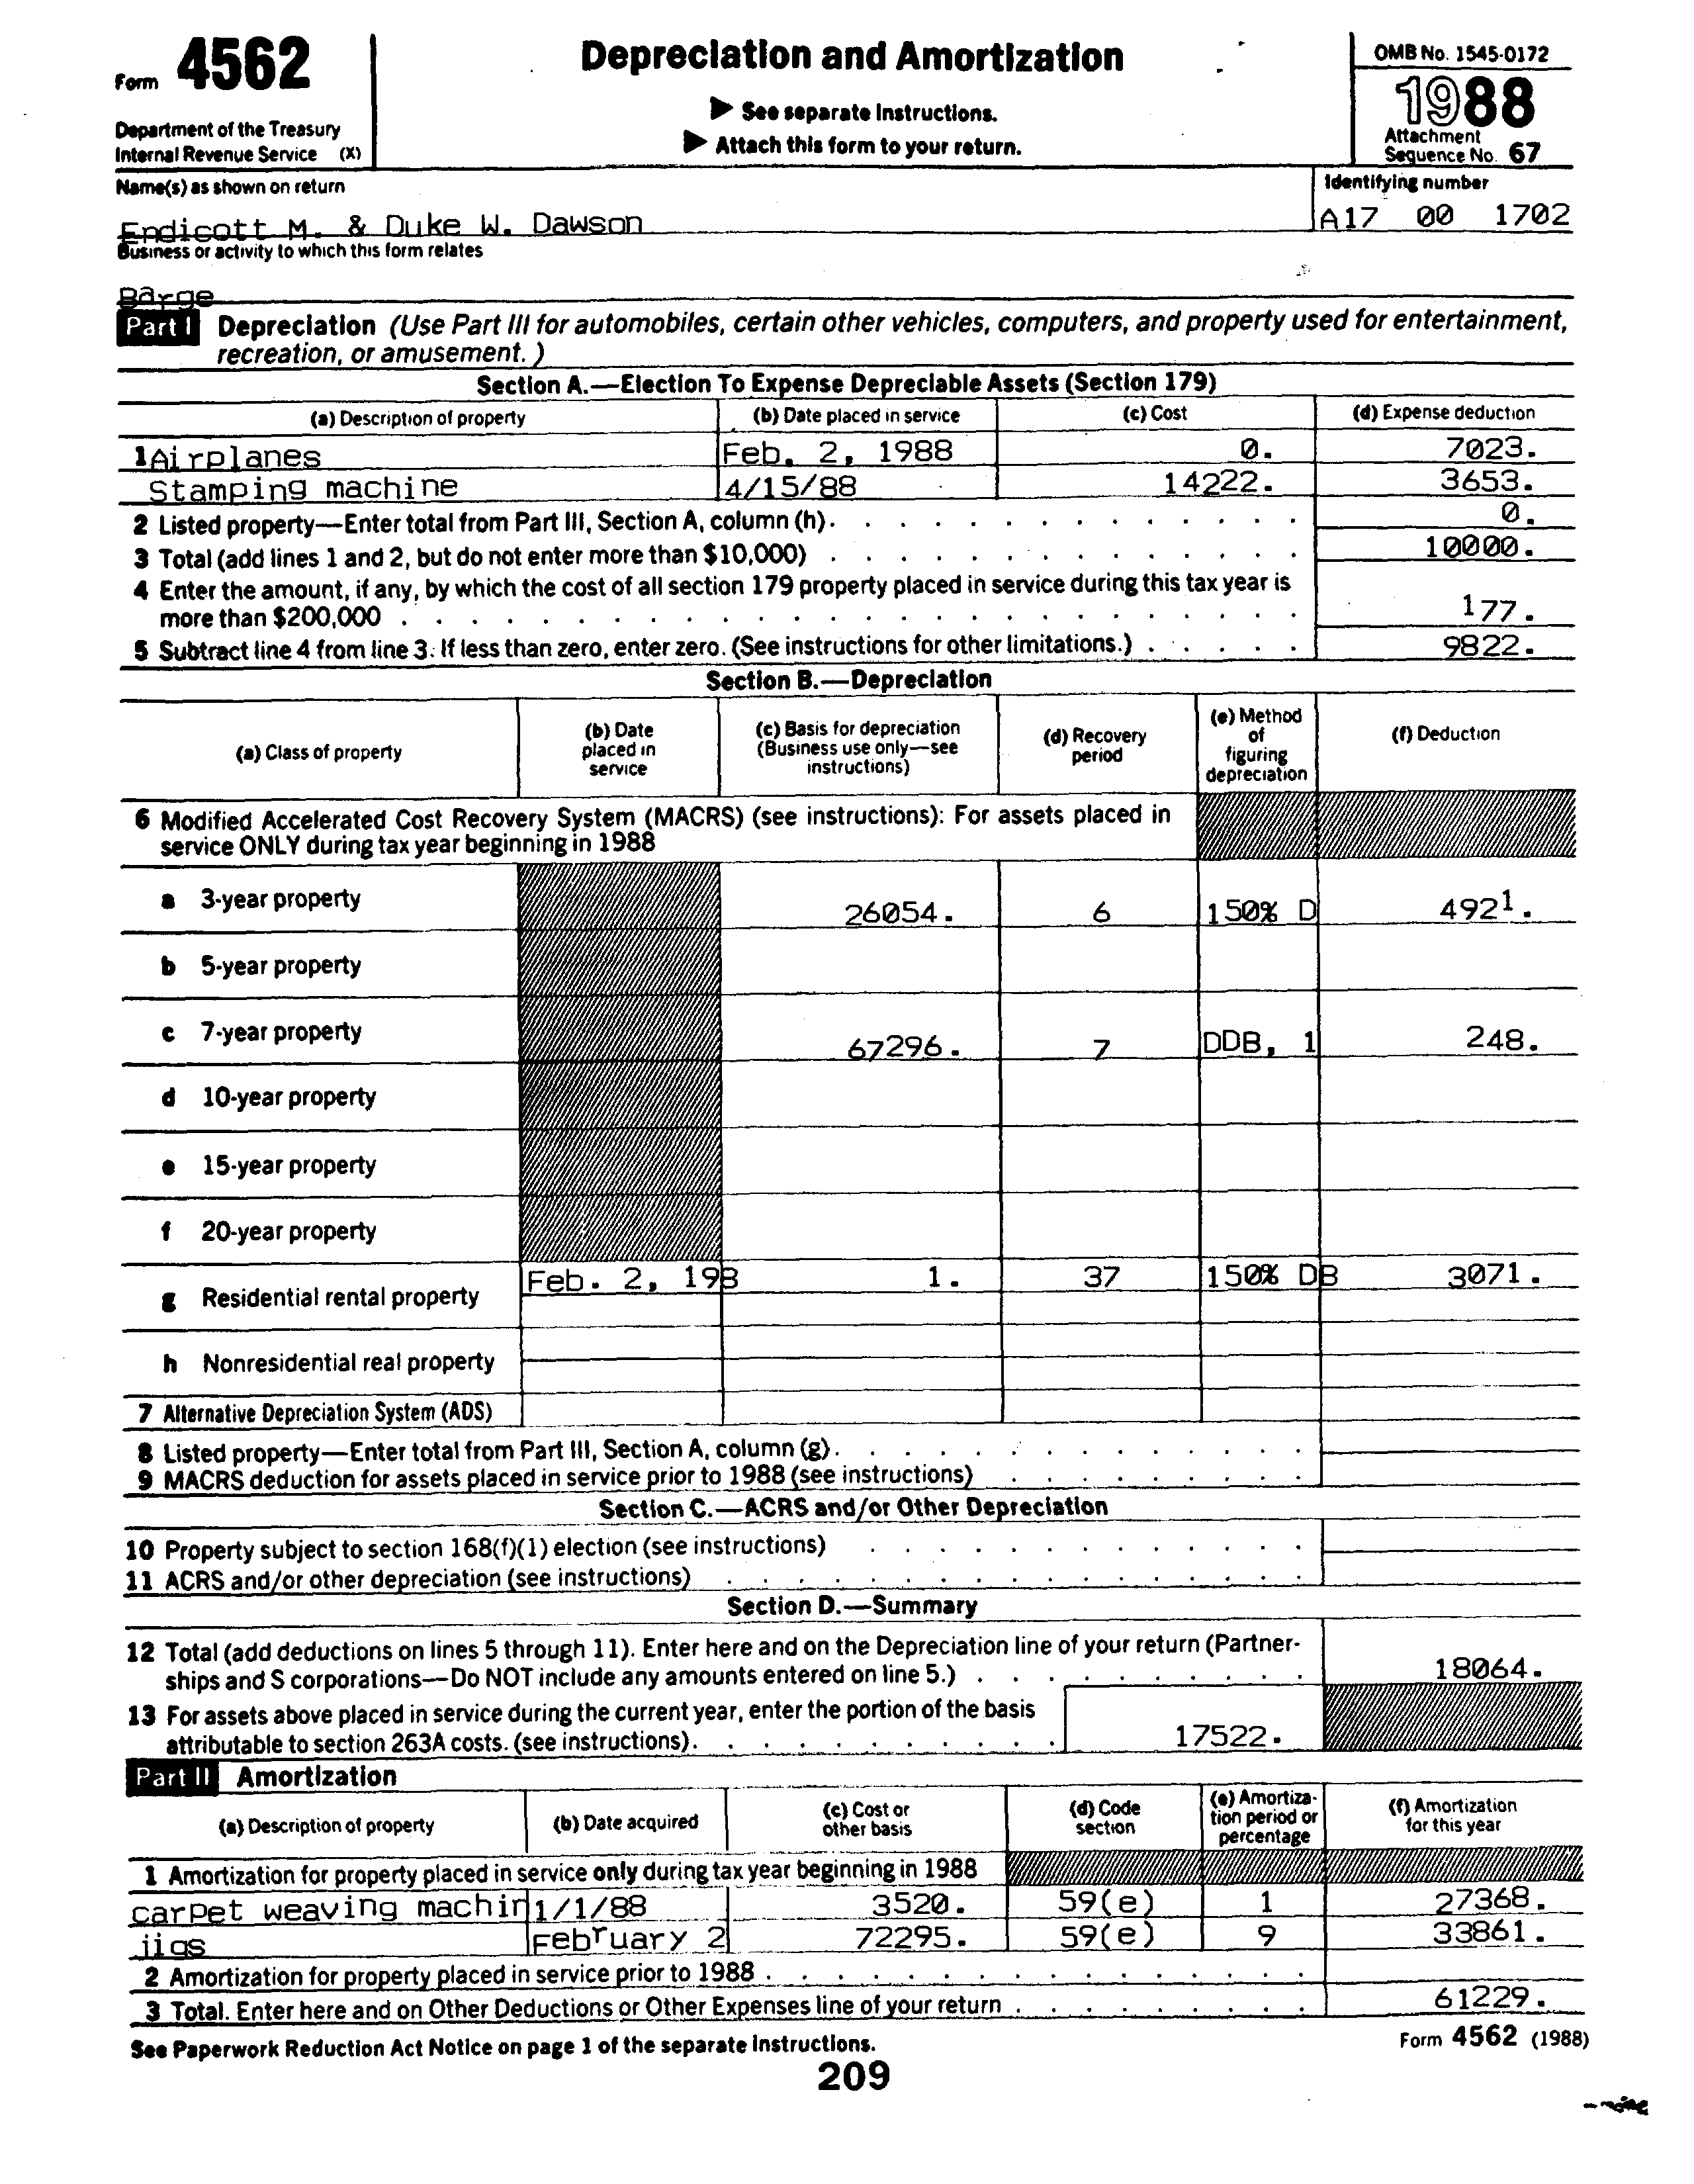 Form 4562
Department of the Treasury
Internal Revenue Service (X)
Depreciation and Amortization
▶ See separate Instructions.
▶ Attach this form to your return.
OMB No. 1545-0172
1988
Attachment
Sequence No. 67
Name(s) as shown on return
Identifying number
Endicott M. & Duke W. Dawson
A17 00 1702
Business or activity to which this form relates
Barge
Part I Depreciation (Use Part III for automobiles, certain other vehicles, computers, and property used for entertainment,
recreation, or amusement.)
Section A.—Election To Expense Depreciable Assets (Section 179)
(a) Description of property (b) Date placed in service (c) Cost (d) Expense deduction
1 Airplanes Feb. 2, 1988 0. 7023.
Stamping machine 4/15/88 14222. 3653.
2 Listed property—Enter total from Part III, Section A, column (h). 0.
3 Total (add lines 1 and 2, but do not enter more than $10,000) 10000.
4 Enter the amount, if any, by which the cost of all section 179 property placed in service during this tax year is
more than $200,000 177.
5 Subtract line 4 from line 3. If less than zero, enter zero. (See instructions for other limitations.) 9822.
Section B.—Depreciation
(a) Class of property
(b) Date
placed in
service
(c) Basis for depreciation
(Business use only—see
instructions)
(d) Recovery
period
(e) Method
of
figuring
depreciation
(f) Deduction
6 Modified Accelerated Cost Recovery System (MACRS) (see instructions): For assets placed in
service ONLY during tax year beginning in 1988
a 3-year property 26054. 6 150% D 4921.
b 5-year property
c 7-year property 67296. 7 DDB, 1 248.
d 10-year property
e 15-year property
f 20-year property
Feb. 2, 198 1. 37 150% DB 3071.
g Residential rental property
h Nonresidential real property
7 Alternative Depreciation System (ADS)
8 Listed property—Enter total from Part III, Section A, column (g).
9 MACRS deduction for assets placed in service prior to 1988 (see instructions)
Section C.—ACRS and/or Other Depreciation
10 Property subject to section 168(f)(1) election (see instructions)
11 ACRS and/or other depreciation (see instructions)
Section D.—Summary
12 Total (add deductions on lines 5 through 11). Enter here and on the Depreciation line of your return (Partner-
ships and S corporations—Do NOT include any amounts entered on line 5.) 18064.
13 For assets above placed in service during the current year, enter the portion of the basis
attributable to section 263A costs. (see instructions). 17522.
Part II Amortization
(a) Description of property
(b) Date acquired
(c) Cost or
other basis
(d) Code
section
(e) Amortiza-
tion period or
percentage
(f) Amortization
for this year
1 Amortization for property placed in service only during tax year beginning in 1988
carpet weaving machin 1/1/88 3520. 59(e) 1 27368.
jigs February 2 72295. 59(e) 9 33861.
2 Amortization for property placed in service prior to 1988
3 Total. Enter here and on Other Deductions or Other Expenses line of your return 61229.
See Paperwork Reduction Act Notice on page 1 of the separate Instructions.
Form 4562 (1988)
209